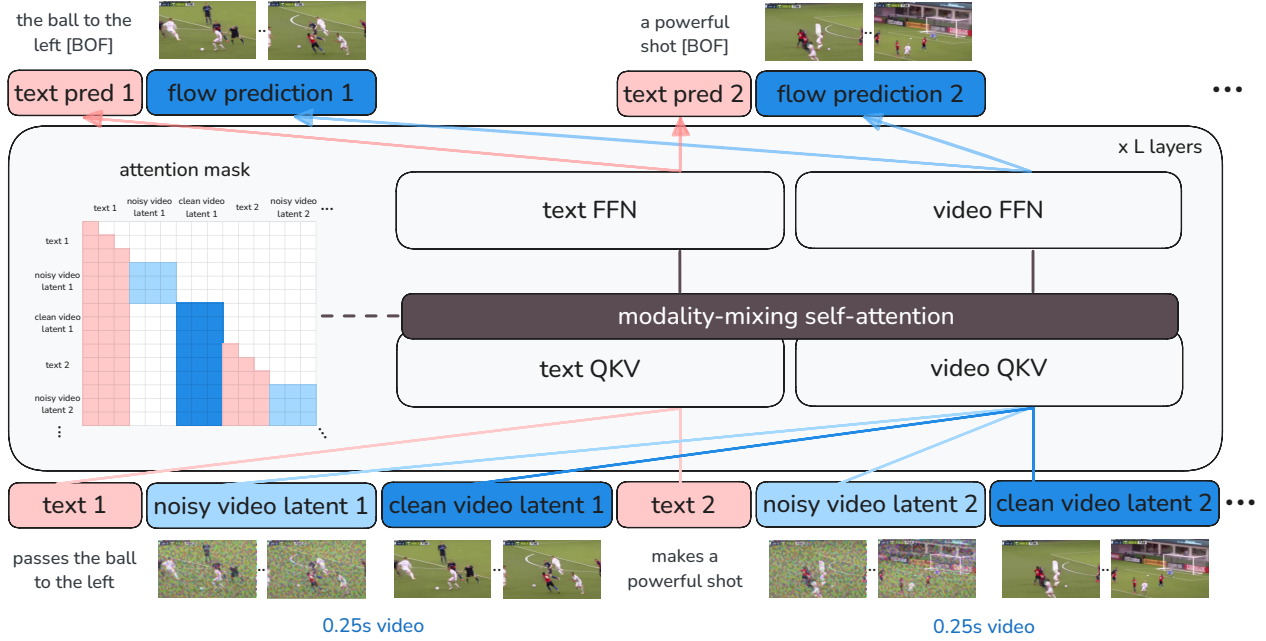 the ball to the
left [BOF]
a powerful
shot [BOF]
text pred 1
flow prediction 1
text pred 2
flow prediction 2
...
x L layers
attention mask
text 1
noisy video
latent 1
clean video
latent 1
text 2
noisy video
latent 2
...
text 1
noisy video
latent 1
clean video
latent 1
text 2
noisy video
latent 2
text FFN
video FFN
modality-mixing self-attention
text QKV
video QKV
text 1
noisy video latent 1
clean video latent 1
text 2
noisy video latent 2
clean video latent 2
...
passes the ball
to the left
makes a
powerful shot
0.25s video
0.25s video